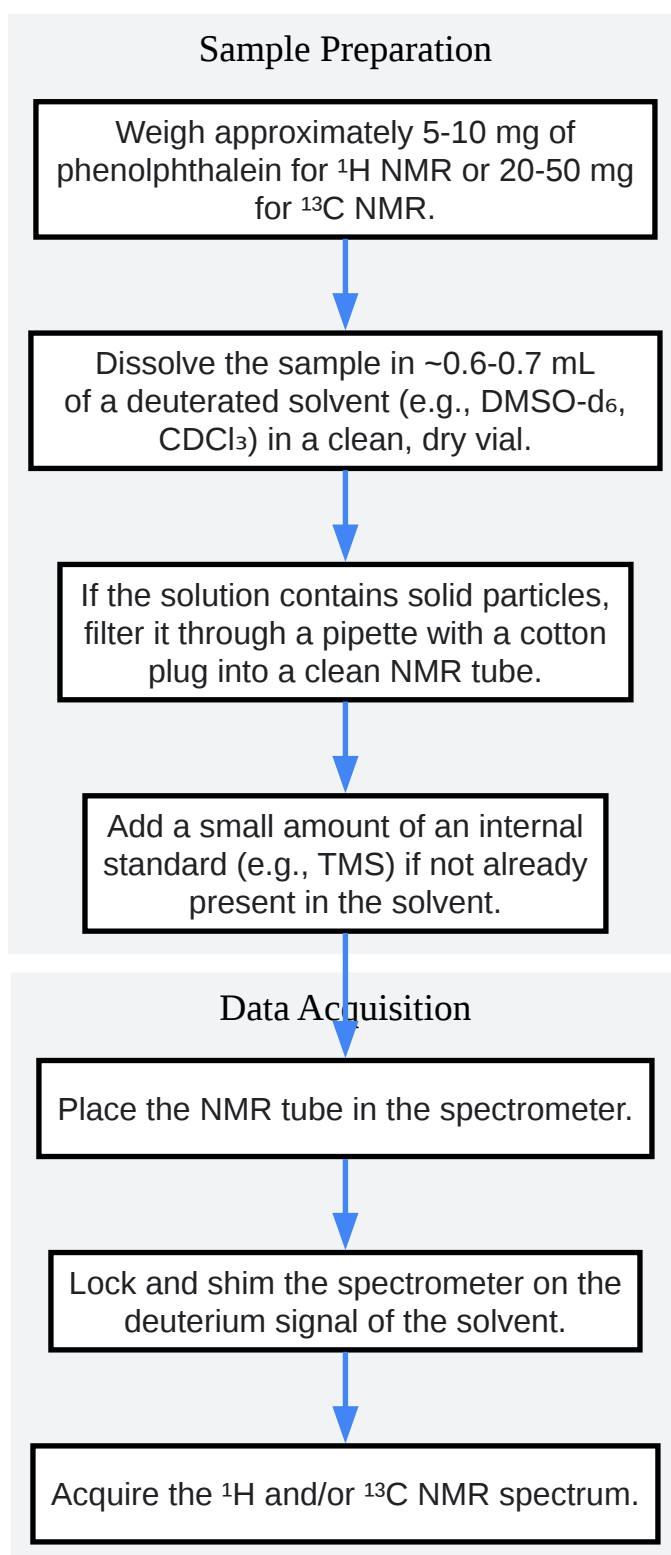 Sample Preparation
Weigh approximately 5-10 mg of
phenolphthalein for ¹H NMR or 20-50 mg
for ¹³C NMR.
Dissolve the sample in ~0.6-0.7 mL
of a deuterated solvent (e.g., DMSO-d₆,
CDCl₃) in a clean, dry vial.
If the solution contains solid particles,
filter it through a pipette with a cotton
plug into a clean NMR tube.
Add a small amount of an internal
standard (e.g., TMS) if not already
present in the solvent.
Data Acquisition
Place the NMR tube in the spectrometer.
Lock and shim the spectrometer on the
deuterium signal of the solvent.
Acquire the ¹H and/or ¹³C NMR spectrum.